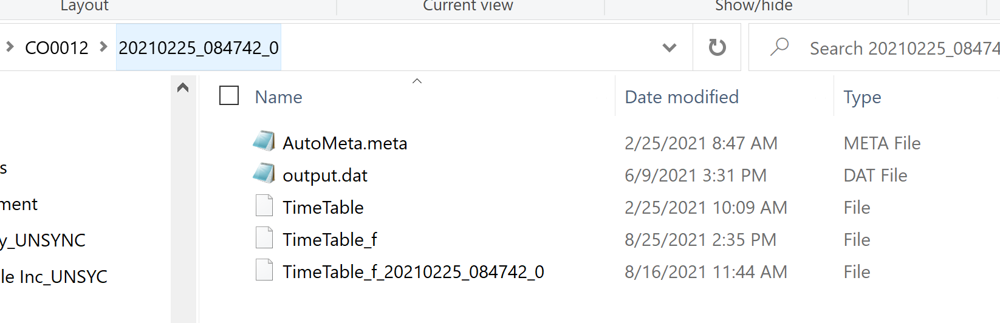 Layout Current view Show/hide
CO0012 20210225_084742_0 Search 20210225_08474
Name Date modified Type
AutoMeta.meta 2/25/2021 8:47 AM META File
output.dat 6/9/2021 3:31 PM DAT File
TimeTable 2/25/2021 10:09 AM File
TimeTable_f 8/25/2021 2:35 PM File
TimeTable_f_20210225_084742_0 8/16/2021 11:44 AM File
s
ment
y_UNSYNC
le Inc_UNSYC